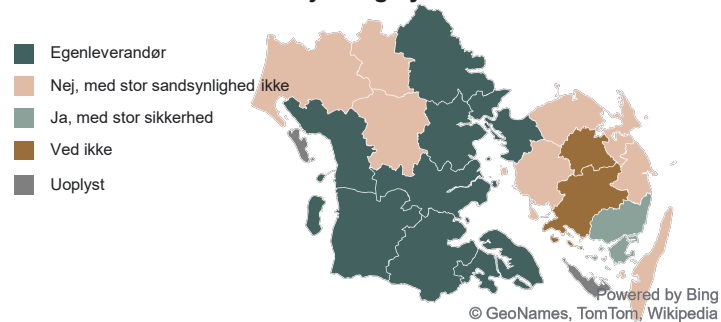 Egenleverandør
Nej, med stor sandsynlighed ikke
Ja, med stor sikkerhed
Ved ikke
Uoplyst
Powered by Bing
© GeoNames, TomTom, Wikipedia